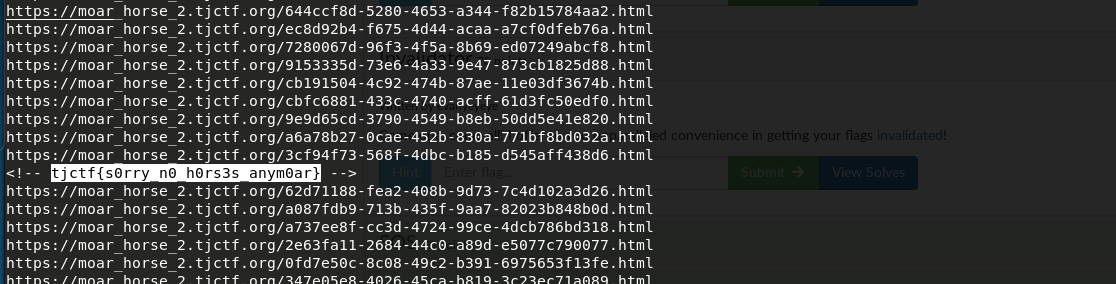 https://moar_horse_2.tjctf.org/644ccf8d-5280-4653-a344-f82b15784aa2.html
https://moar_horse_2.tjctf.org/ec8d92b4-f675-4d44-acaa-a7cf0dfeb76a.html
https://moar_horse_2.tjctf.org/7280067d-96f3-4f5a-8b69-ed07249abcf8.html
https://moar_horse_2.tjctf.org/9153335d-73e6-4a33-9e47-873cb1825d88.html
https://moar_horse_2.tjctf.org/cb191504-4c92-474b-87ae-11e03df3674b.html
https://moar_horse_2.tjctf.org/cbfc6881-4335-4740-acff-61d3fc50edf0.html
https://moar_horse_2.tjctf.org/9e9d65cd-3790-4549-b8eb-50dd5e41e820.html
https://moar_horse_2.tjctf.org/a6a78b27-0cae-452b-830a-771bf8b0032a.html
convenience in getting your flags invalidated!
https://moar_horse_2.tjctf.org/3cf94f73-568f-4dbc-b185-d545aff438d6.html
<!-- tjctf{s0rry_n0_h0rs3s_anym0ar} -->
Hint Enter flag... Submit → View Solves
https://moar_horse_2.tjctf.org/62d71188-fea2-408b-9d73-7c4d102a3d26.html
https://moar_horse_2.tjctf.org/a087fdb9-713b-435f-9aa7-82023b848b0d.html
https://moar_horse_2.tjctf.org/a737ee8f-cc3d-4724-99ce-4dcb786bd318.html
https://moar_horse_2.tjctf.org/2e63fa11-2684-44c0-a89d-e5077c790077.html
https://moar_horse_2.tjctf.org/0fd7e50c-8c08-49c2-b391-6975653f13fe.html
https://moar_horse_2.tjctf.org/347e05e8-4026-45ca-b819-3c23ec71a089.html